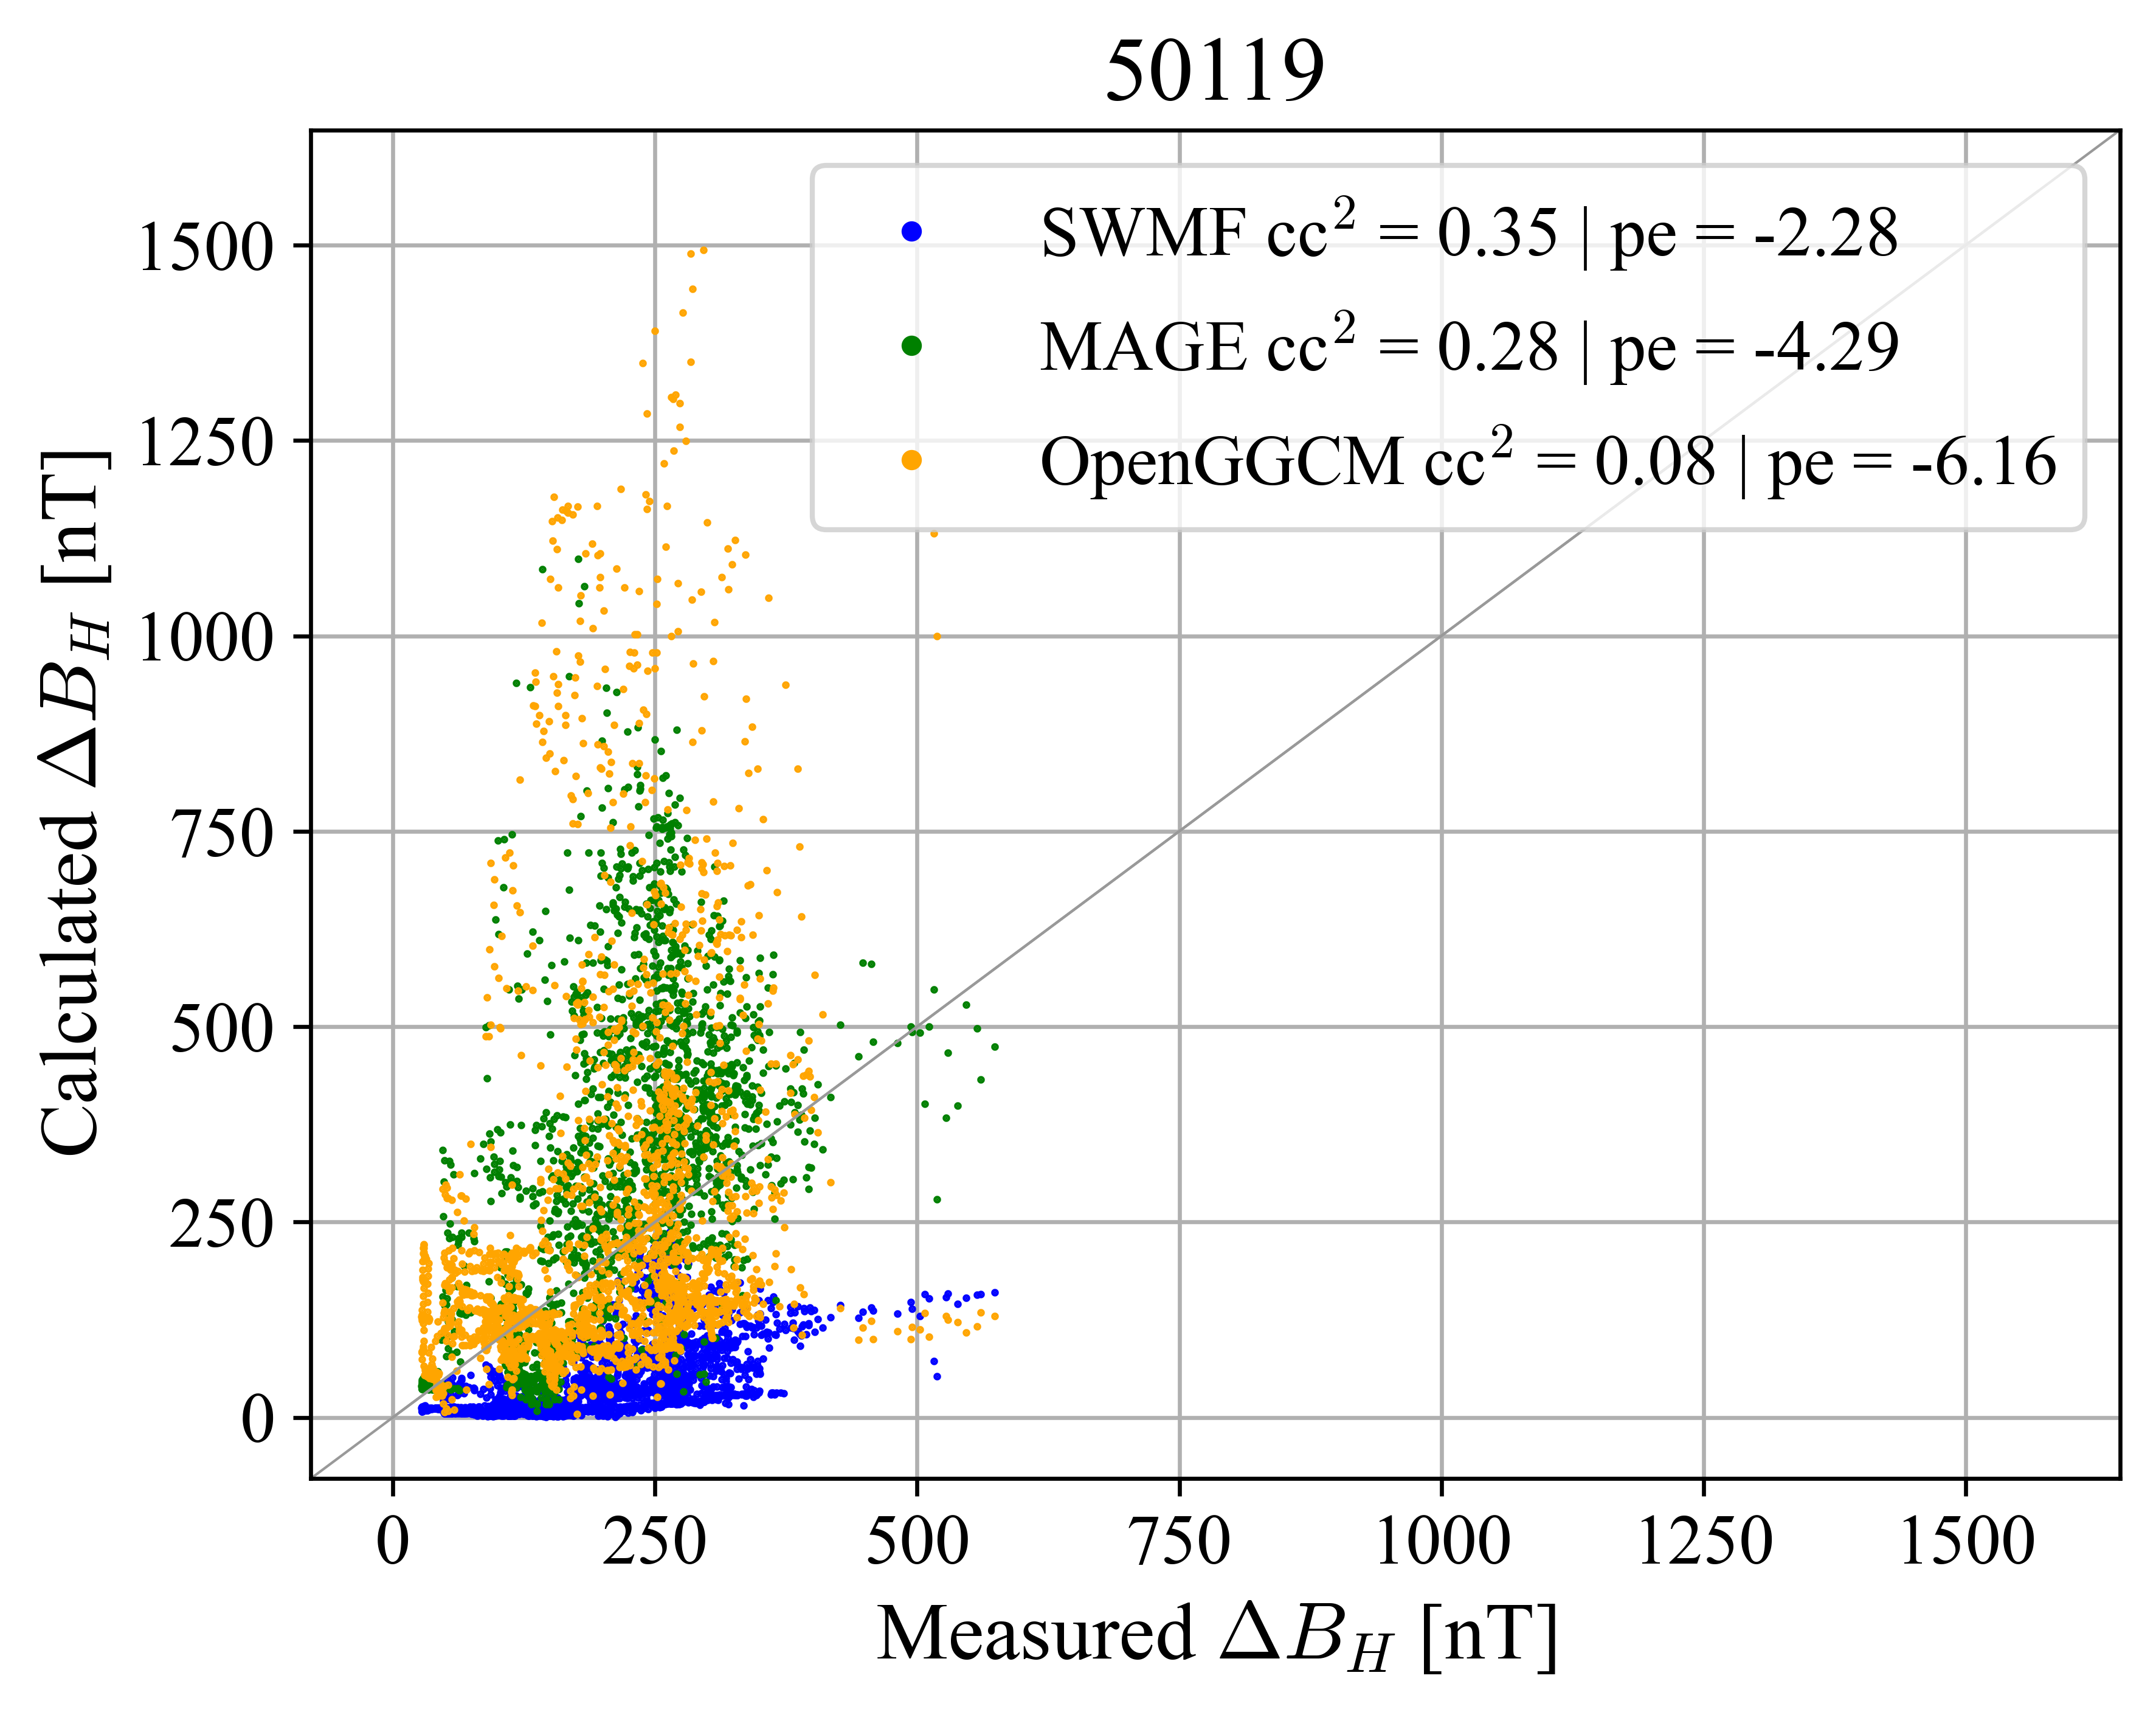 50119
SWMF cc² = 0.35 | pe = -2.28
MAGE cc² = 0.28 | pe = -4.29
OpenGGCM cc² = 0.08 | pe = -6.16
Calculated ΔB_H [nT]
1500
1250
1000
750
500
250
0
0 250 500 750 1000 1250 1500
Measured ΔB_H [nT]